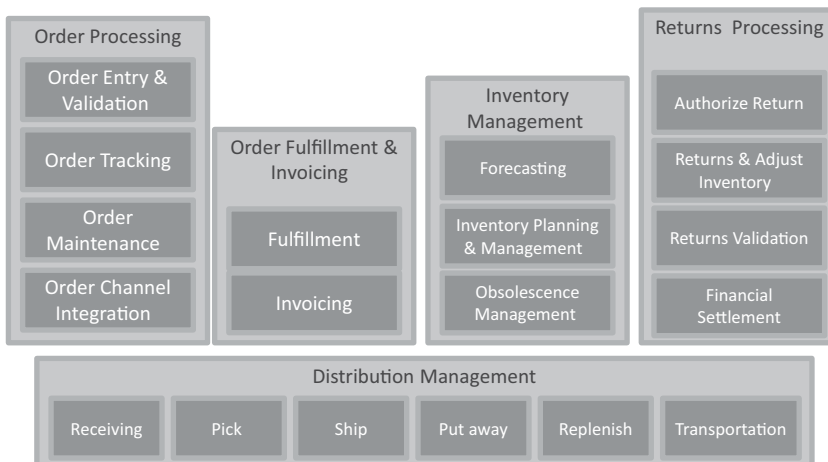 Order Processing
Order Entry &
Validation
Order Tracking
Order
Maintenance
Order Channel
Integration
Order Fulfillment &
Invoicing
Fulfillment
Invoicing
Inventory
Management
Forecasting
Inventory Planning
& Management
Obsolescence
Management
Returns Processing
Authorize Return
Returns & Adjust
Inventory
Returns Validation
Financial
Settlement
Distribution Management
Receiving
Pick
Ship
Put away
Replenish
Transportation